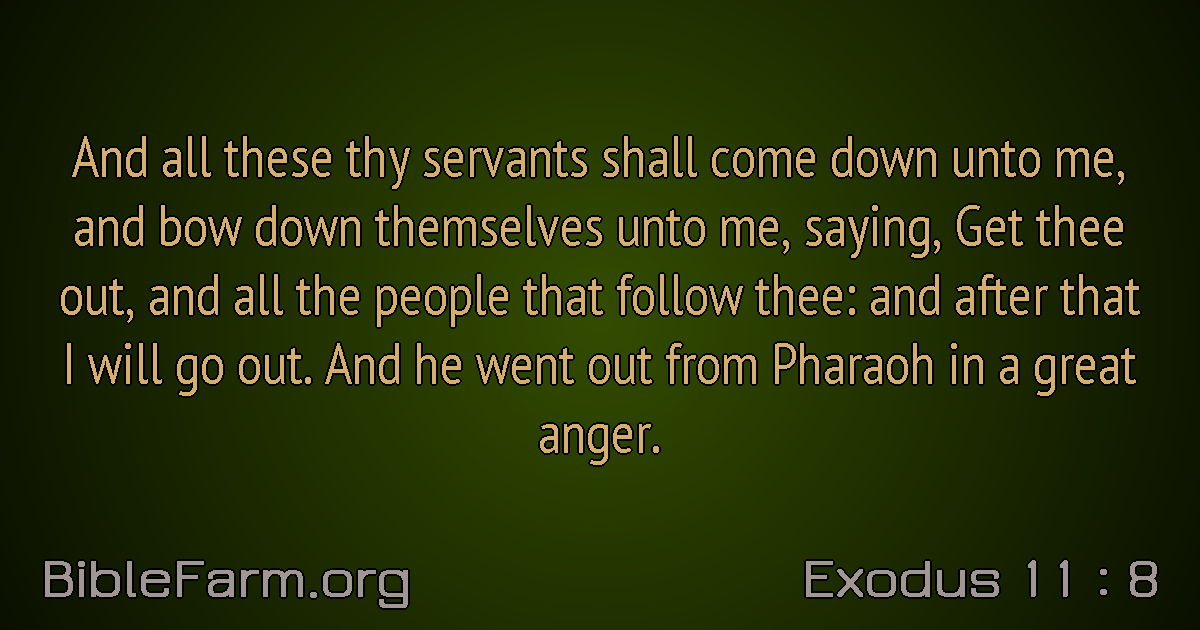 And all these thy servants shall come down unto me,
and bow down themselves unto me, saying, Get thee
out, and all the people that follow thee: and after that
I will go out. And he went out from Pharaoh in a great
anger.
BibleFarm.org
Exodus 11 : 8